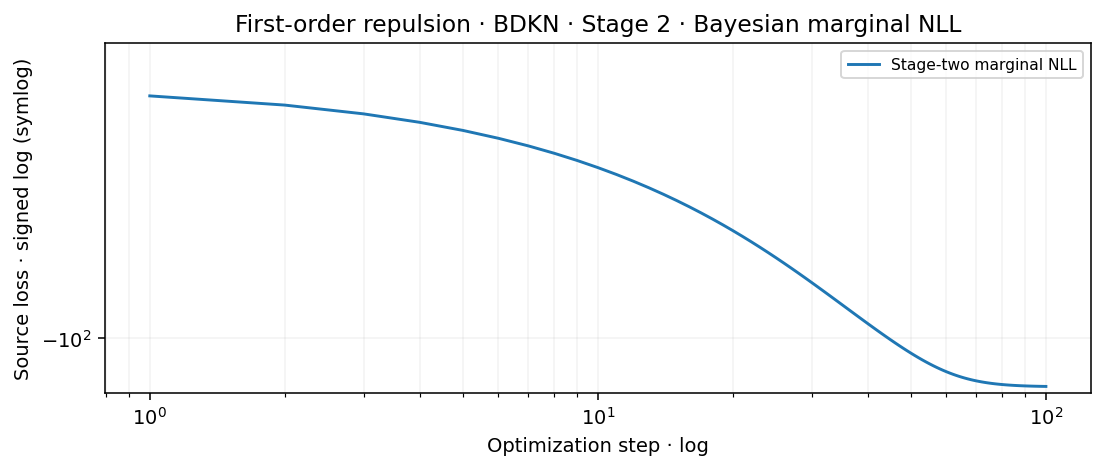 First-order repulsion · BDKN · Stage 2 · Bayesian marginal NLL
Stage-two marginal NLL
Source loss · signed log (symlog)
−10²
10⁰ 10¹ 10²
Optimization step · log